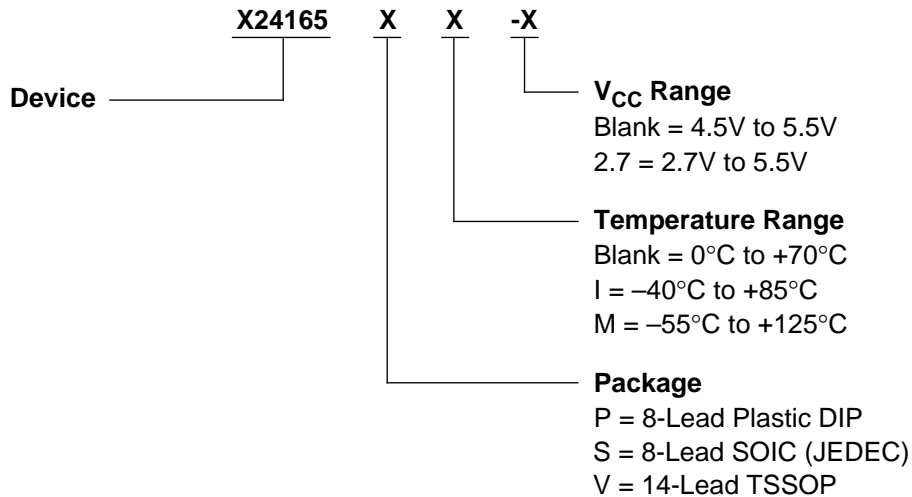 X24165 X X -X
Device
VCC Range
Blank = 4.5V to 5.5V
2.7 = 2.7V to 5.5V
Temperature Range
Blank = 0°C to +70°C
I = –40°C to +85°C
M = –55°C to +125°C
Package
P = 8-Lead Plastic DIP
S = 8-Lead SOIC (JEDEC)
V = 14-Lead TSSOP